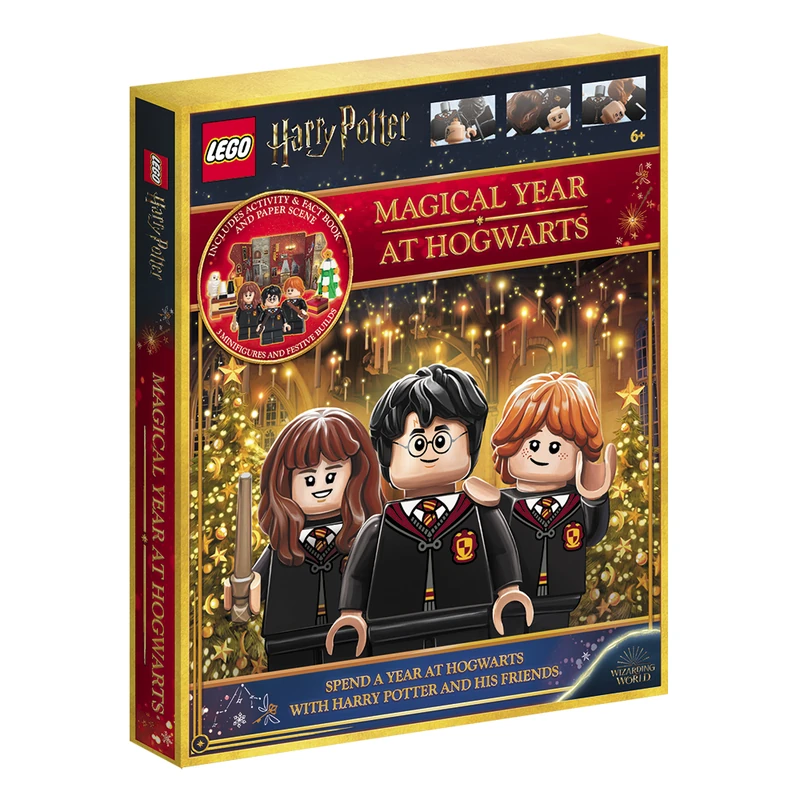 LEGO
Harry Potter
6+
MAGICAL YEAR
AT HOGWARTS
INCLUDES ACTIVITY & FACT BOOK
AND PAPER SCENE
3 MINIFIGURES AND FESTIVE BUILDS
SPEND A YEAR AT HOGWARTS
WITH HARRY POTTER AND HIS FRIENDS.
WIZARDING
WORLD
LEGO
Harry Potter
MAGICAL YEAR AT HOGWARTS